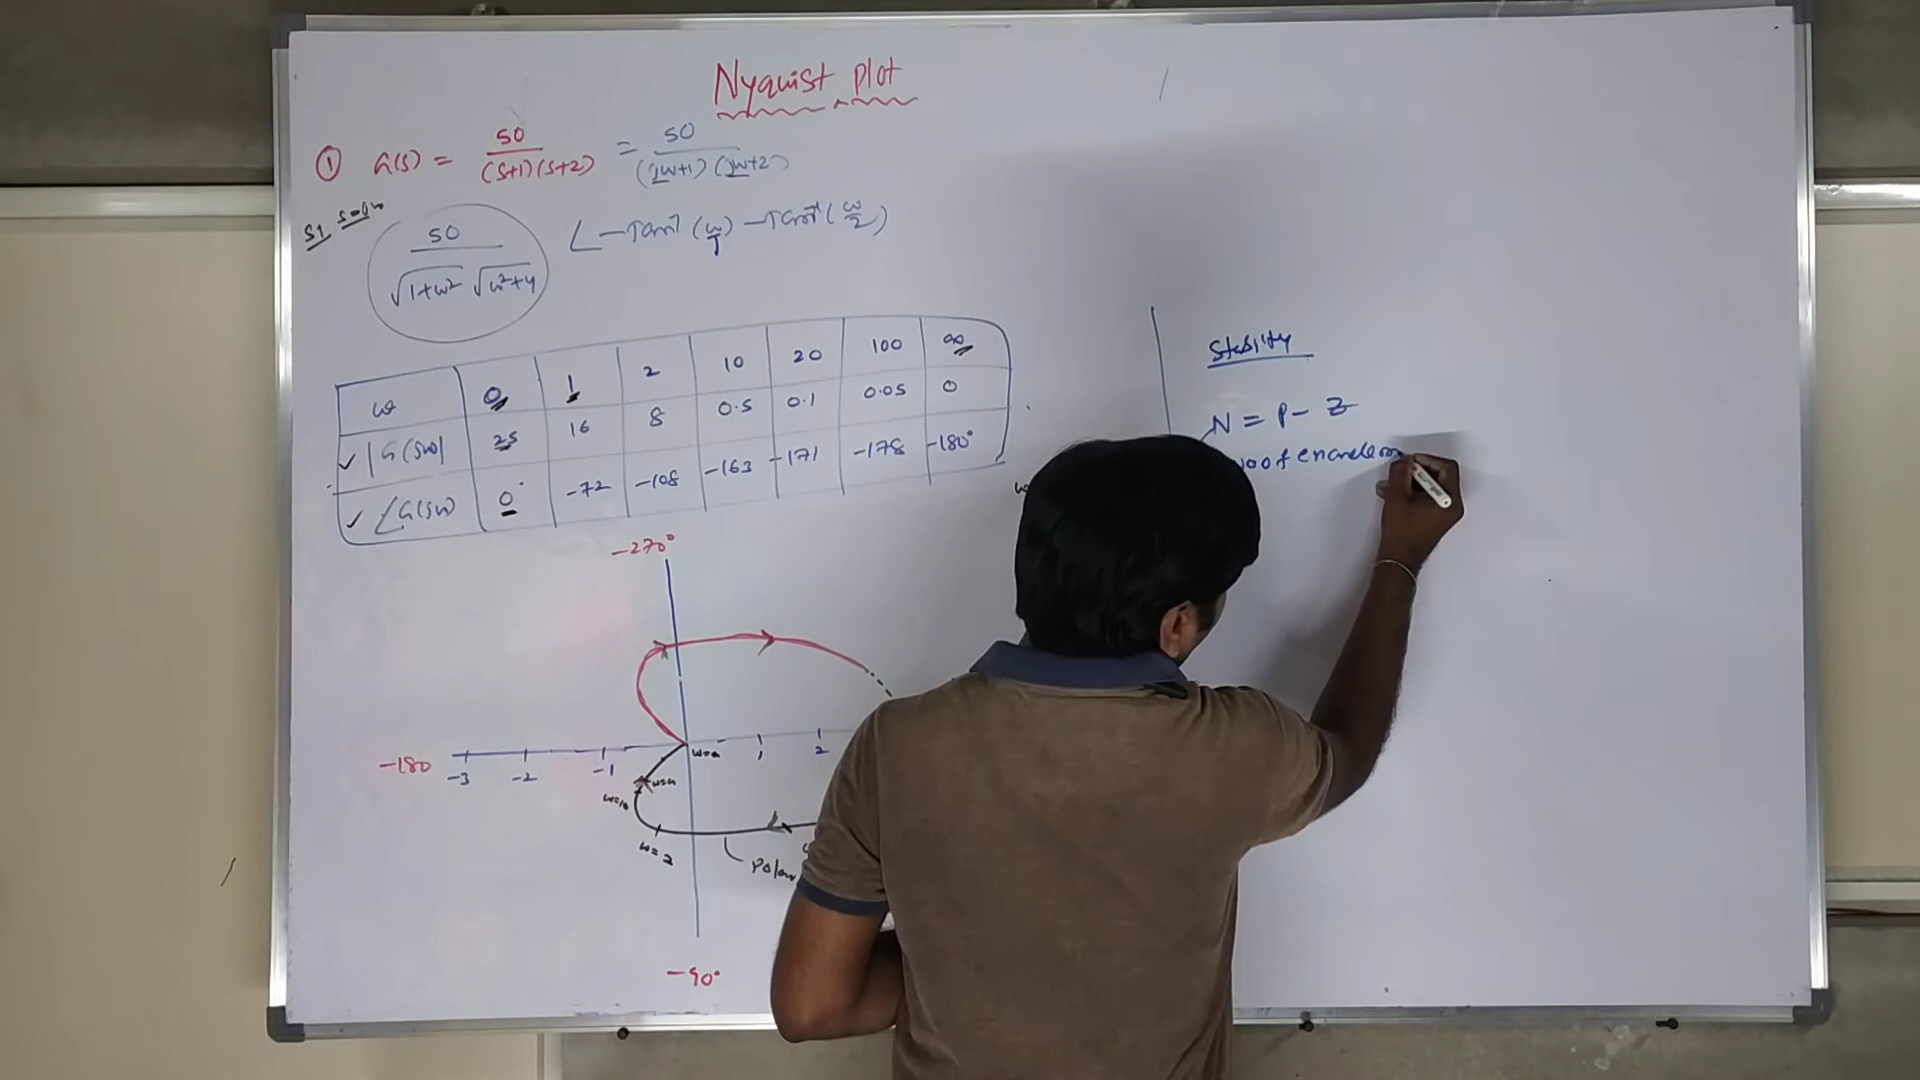 Nyquist plot
① G(s) = 50 / (s+1)(s+2) = 50 / (jω+1)(jω+2)
S1 s=jω
50 / √1+ω² √ω²+4 ∠ -Tan⁻¹(ω/1) -Tan⁻¹(ω/2)
ω 0 1 2 10 20 100 ∞
✓ |G(jω)| 25 16 8 0.5 0.1 0.05 0
✓ ∠G(jω) 0° -72 -108 -163 -171 -178 -180°
Stability
N = P - Z
no of encirclem
-270°
-180 -3 -2 -1 1 2
ω=∞
ω=10
ω=2
Polar
-90°